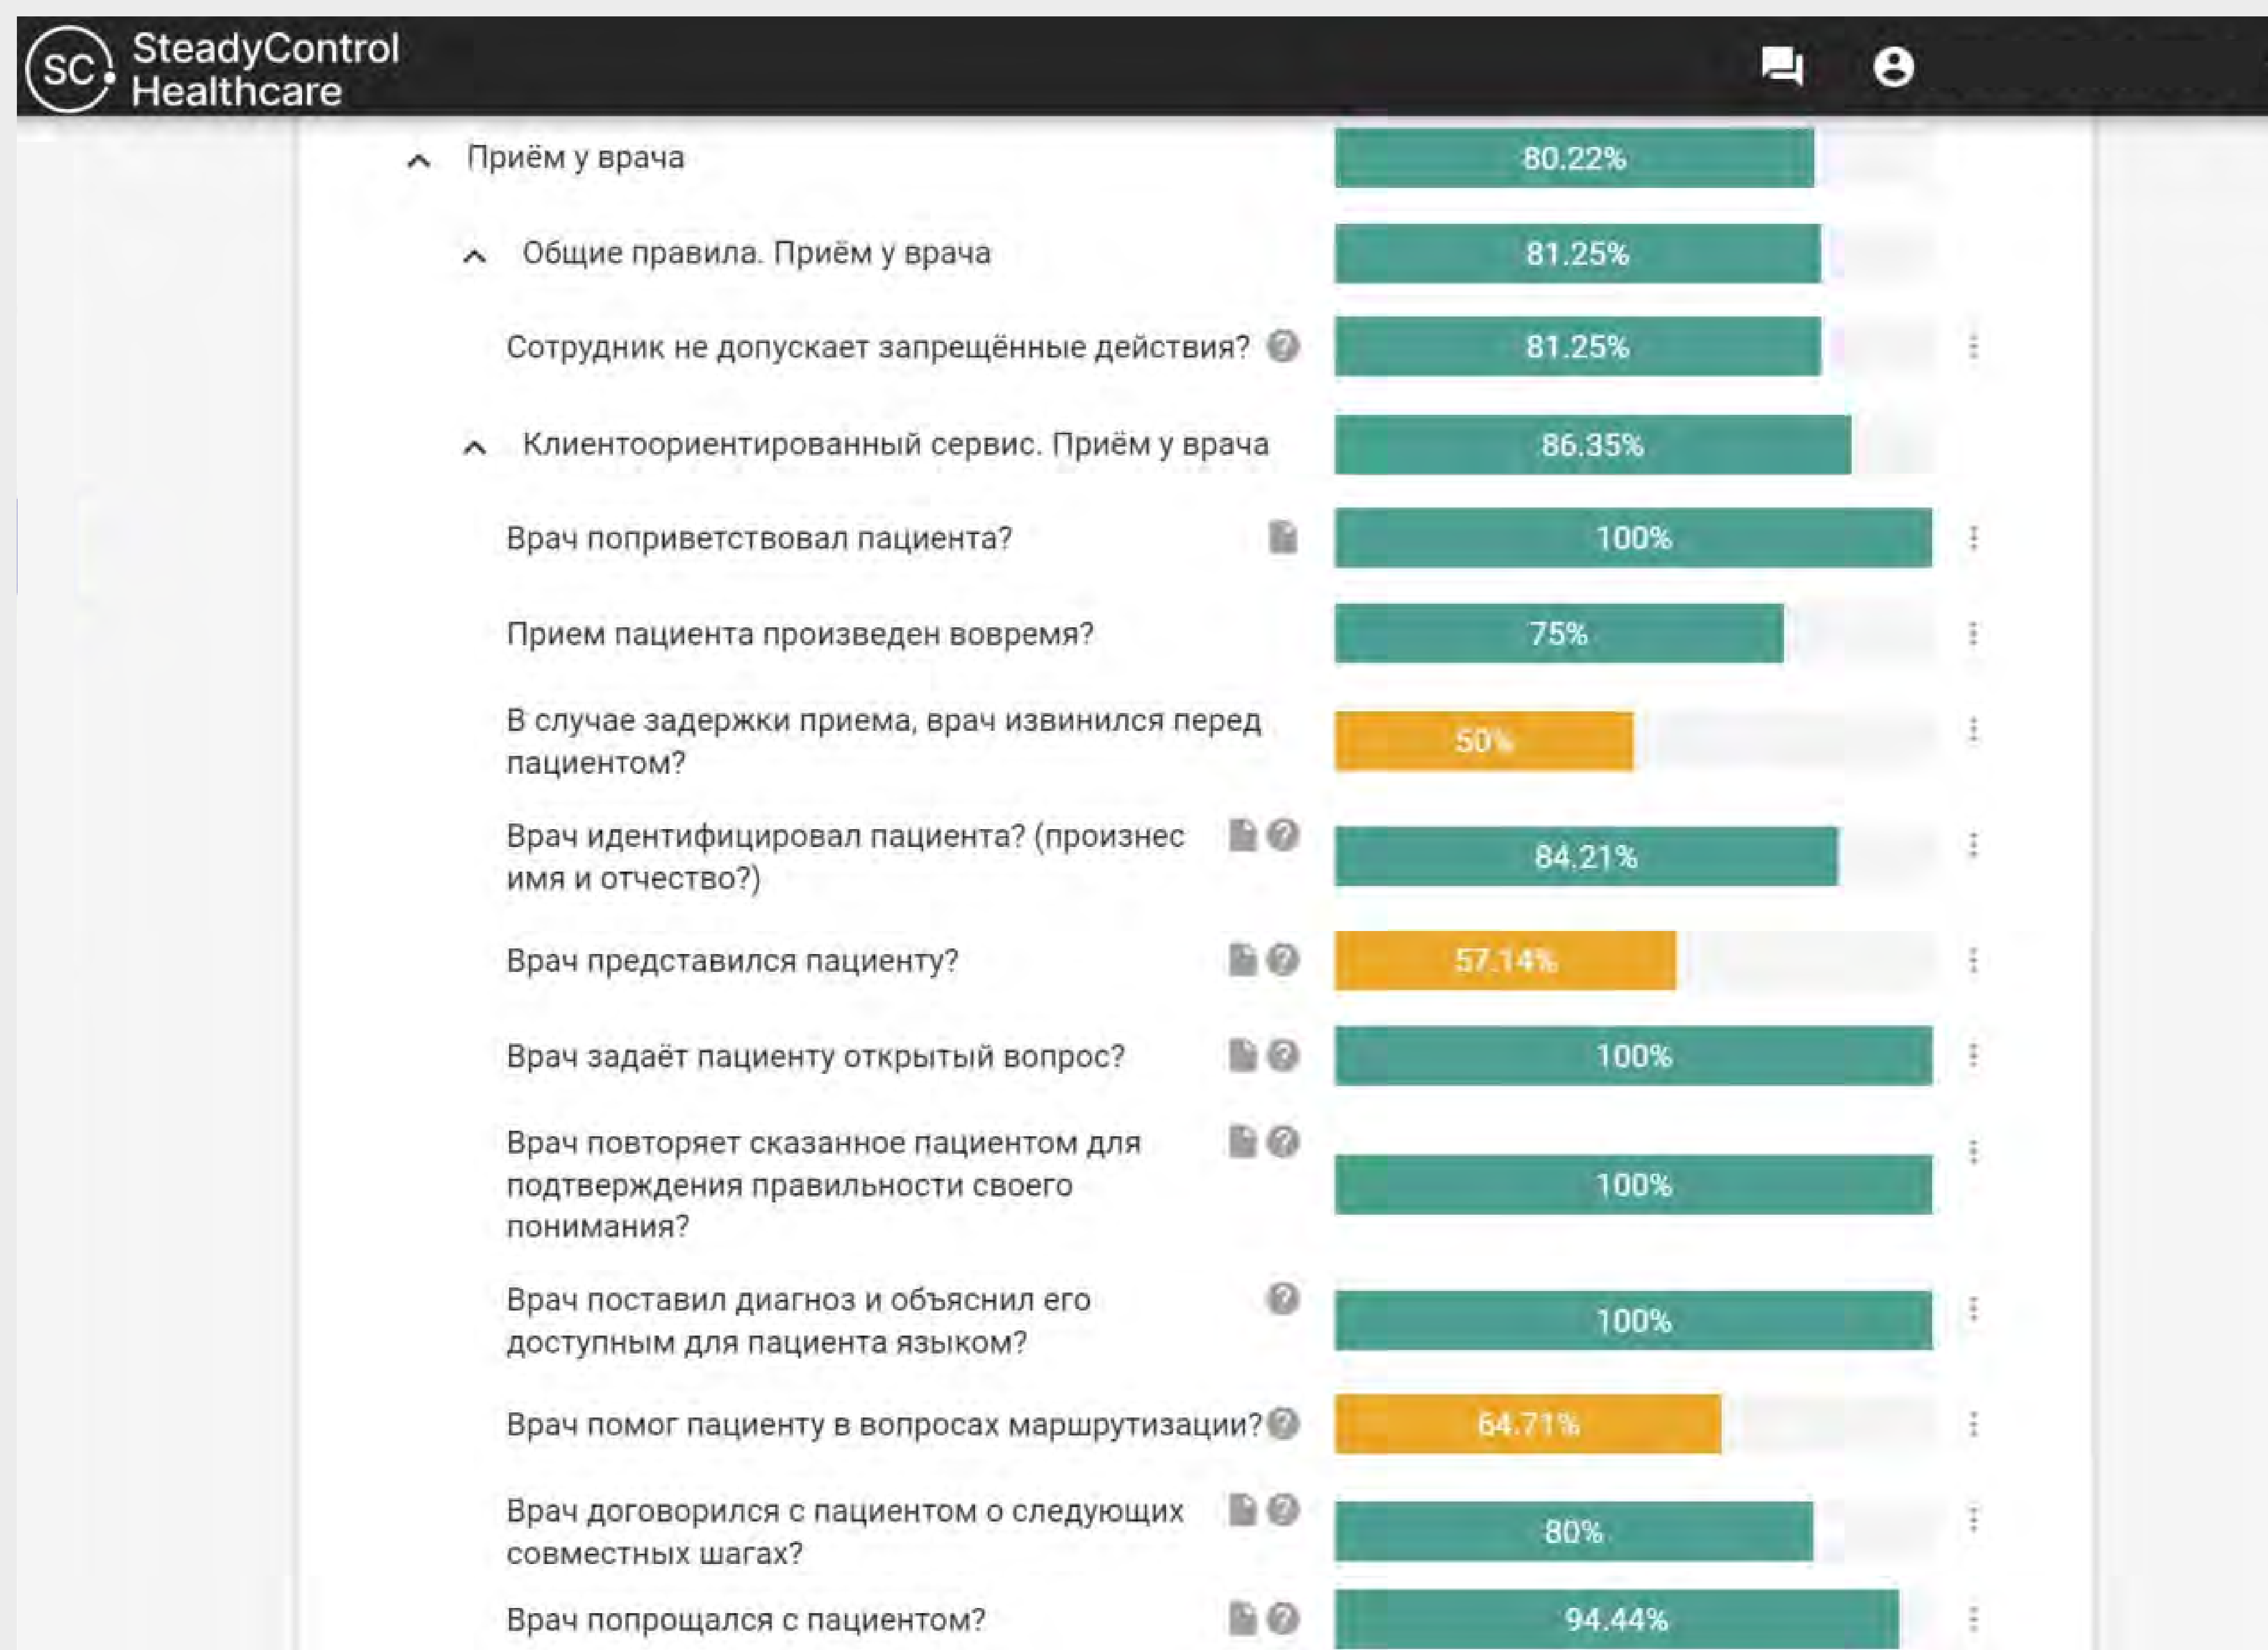 SC. SteadyControl
Healthcare
Приём у врача
80.22%
Общие правила. Приём у врача
81.25%
Сотрудник не допускает запрещённые действия?
81.25%
Клиентоориентированный сервис. Приём у врача
86.35%
Врач поприветствовал пациента?
100%
Прием пациента произведен вовремя?
75%
В случае задержки приема, врач извинился перед
пациентом?
50%
Врач идентифицировал пациента? (произнес
имя и отчество?)
84.21%
Врач представился пациенту?
57.14%
Врач задаёт пациенту открытый вопрос?
100%
Врач повторяет сказанное пациентом для
подтверждения правильности своего
понимания?
100%
Врач поставил диагноз и объяснил его
доступным для пациента языком?
100%
Врач помог пациенту в вопросах маршрутизации?
64.71%
Врач договорился с пациентом о следующих
совместных шагах?
80%
Врач попрощался с пациентом?
94.44%